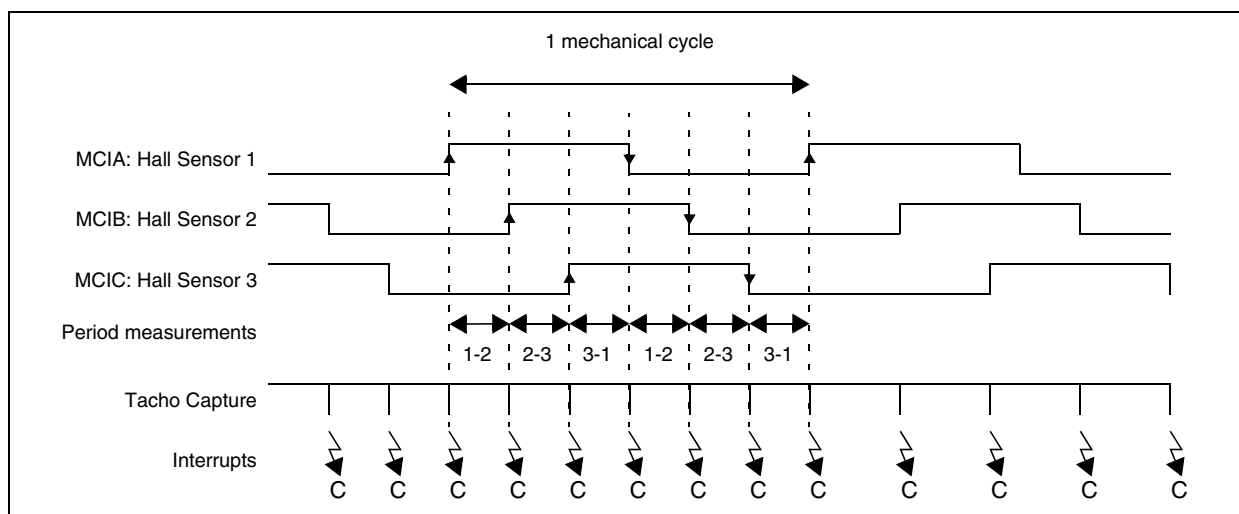 1 mechanical cycle
MCIA: Hall Sensor 1
MCIB: Hall Sensor 2
MCIC: Hall Sensor 3
Period measurements
1-2 2-3 3-1 1-2 2-3 3-1
Tacho Capture
Interrupts
C C C C C C C C C C C C C